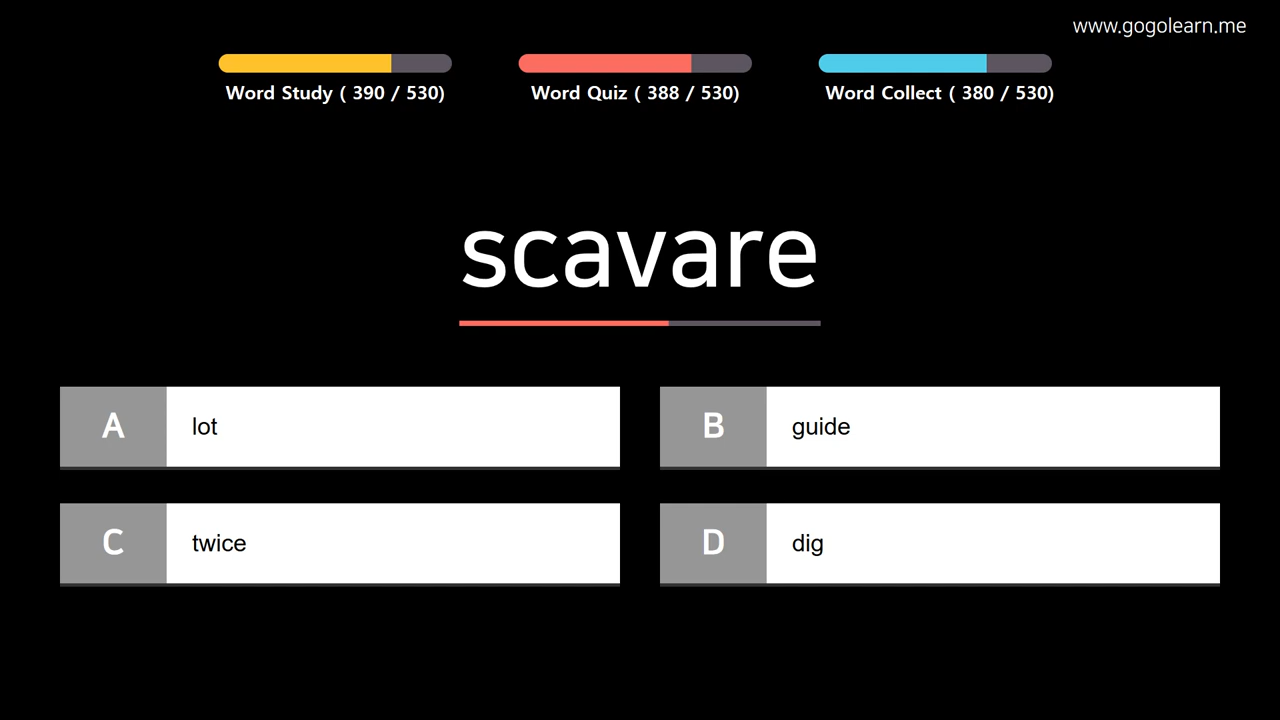 www.gogolearn.me
Word Study ( 390 / 530)
Word Quiz ( 388 / 530)
Word Collect ( 380 / 530)
scavare
A lot
B guide
C twice
D dig